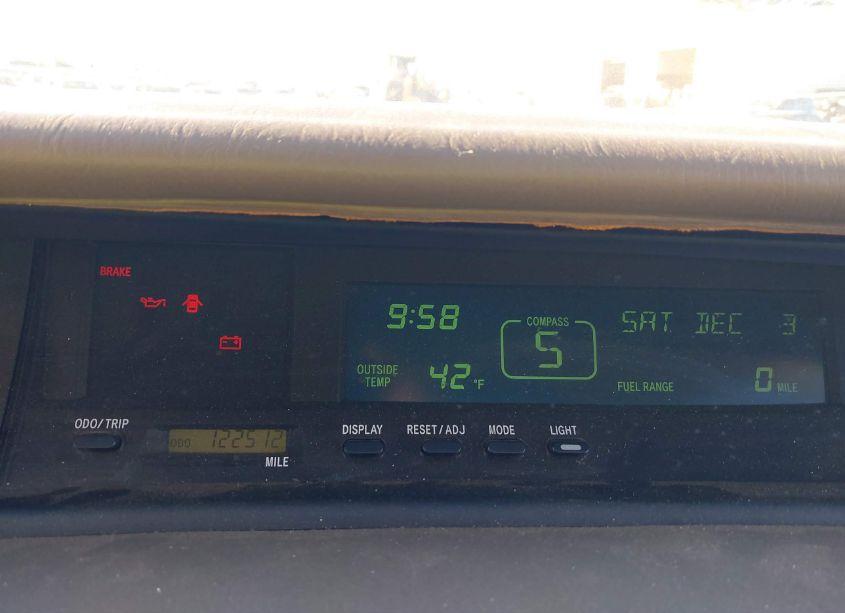 BRAKE
9:58
COMPASS
S
SAT. DEC 3
OUTSIDE
TEMP
42 °F
FUEL RANGE
0 MILE
ODO/TRIP
ODO 122512
MILE
DISPLAY
RESET/ADJ
MODE
LIGHT